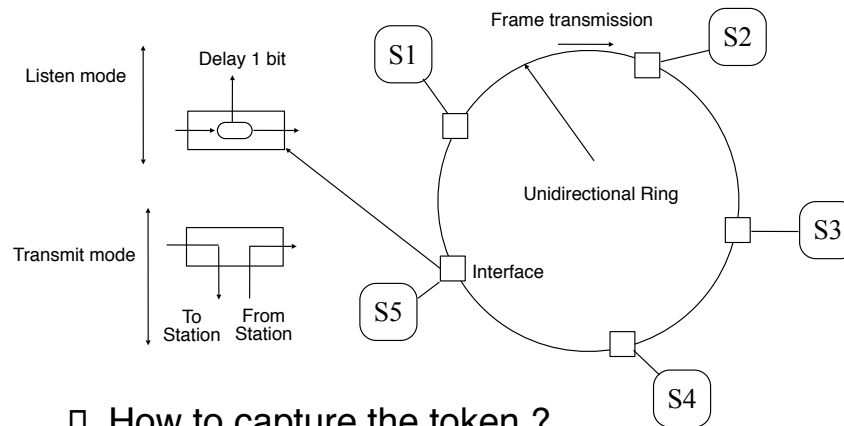 Frame transmission
S1
S2
Listen mode
Delay 1 bit
Unidirectional Ring
S3
Transmit mode
Interface
To
Station
From
Station
S5
S4
How to capture the token ?